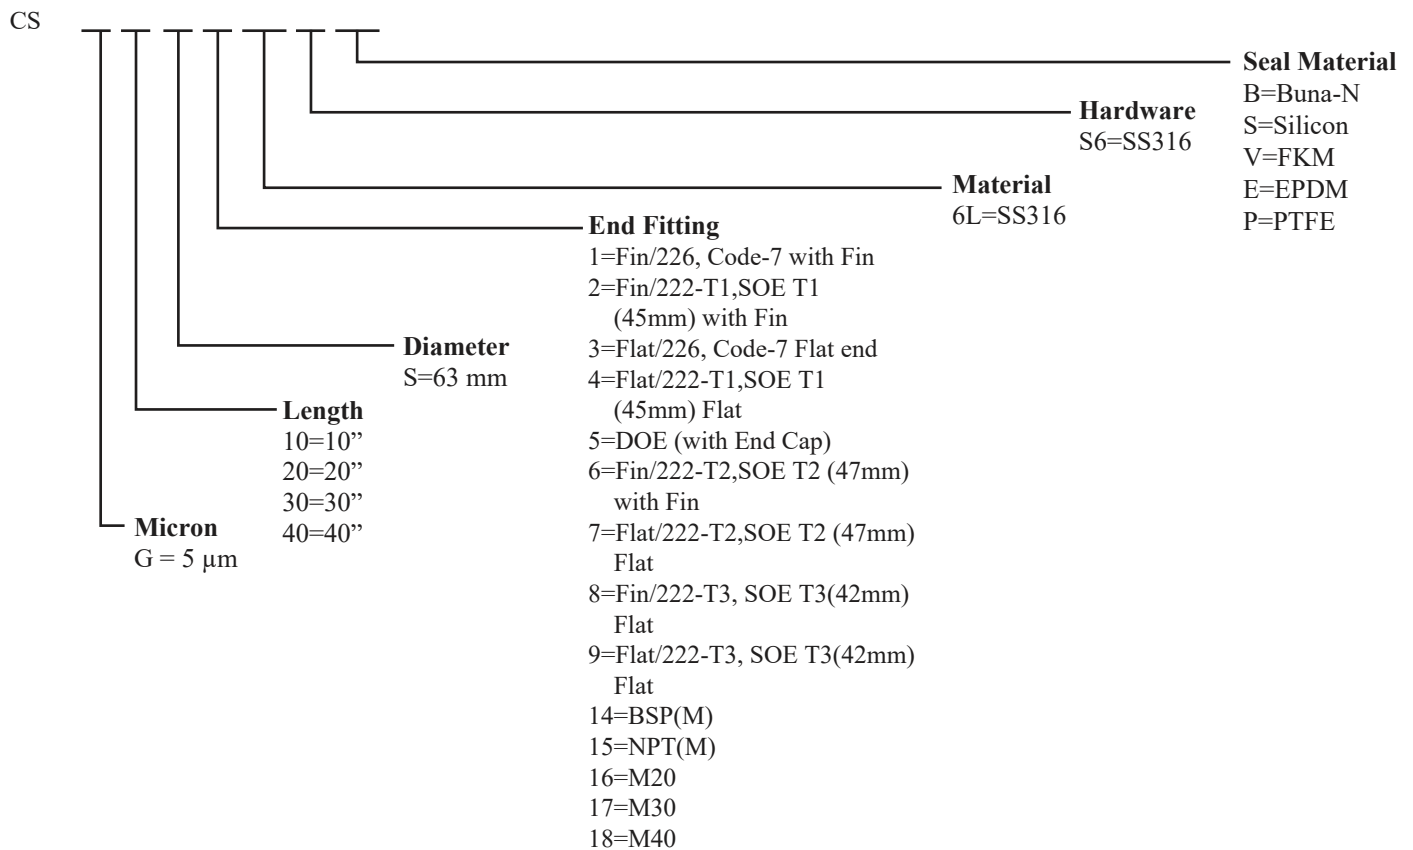 CS
Seal Material
B=Buna-N
S=Silicon
V=FKM
E=EPDM
P=PTFE
Hardware
S6=SS316
Material
6L=SS316
End Fitting
1=Fin/226, Code-7 with Fin
2=Fin/222-T1,SOE T1
(45mm) with Fin
3=Flat/226, Code-7 Flat end
4=Flat/222-T1,SOE T1
(45mm) Flat
5=DOE (with End Cap)
6=Fin/222-T2,SOE T2 (47mm)
with Fin
7=Flat/222-T2,SOE T2 (47mm)
Flat
8=Fin/222-T3, SOE T3(42mm)
Flat
9=Flat/222-T3, SOE T3(42mm)
Flat
14=BSP(M)
15=NPT(M)
16=M20
17=M30
18=M40
Diameter
S=63 mm
Length
10=10”
20=20”
30=30”
40=40”
Micron
G = 5 µm